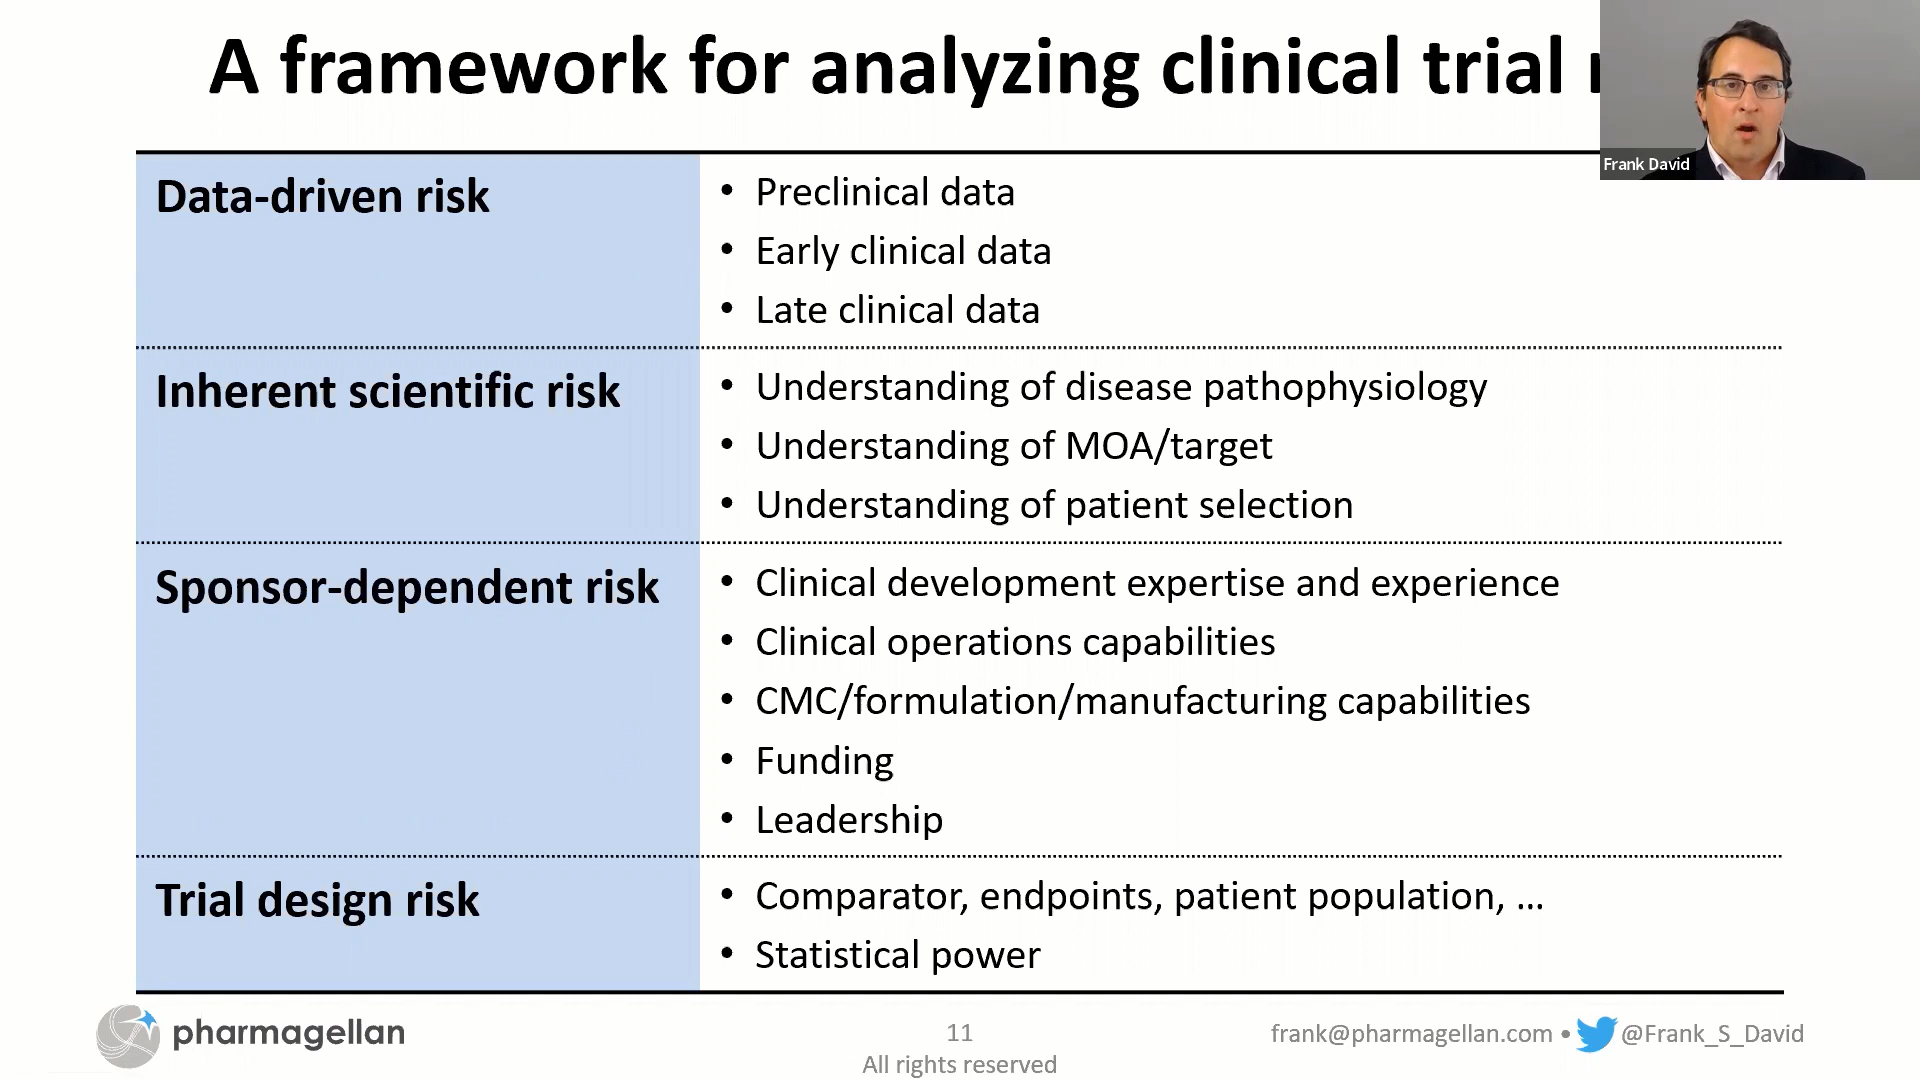 A framework for analyzing clinical trial
Frank David
Data-driven risk
• Preclinical data
• Early clinical data
• Late clinical data
Inherent scientific risk
• Understanding of disease pathophysiology
• Understanding of MOA/target
• Understanding of patient selection
Sponsor-dependent risk
• Clinical development expertise and experience
• Clinical operations capabilities
• CMC/formulation/manufacturing capabilities
• Funding
• Leadership
Trial design risk
• Comparator, endpoints, patient population, ...
• Statistical power
pharmagellan
11
All rights reserved
frank@pharmagellan.com • @Frank_S_David